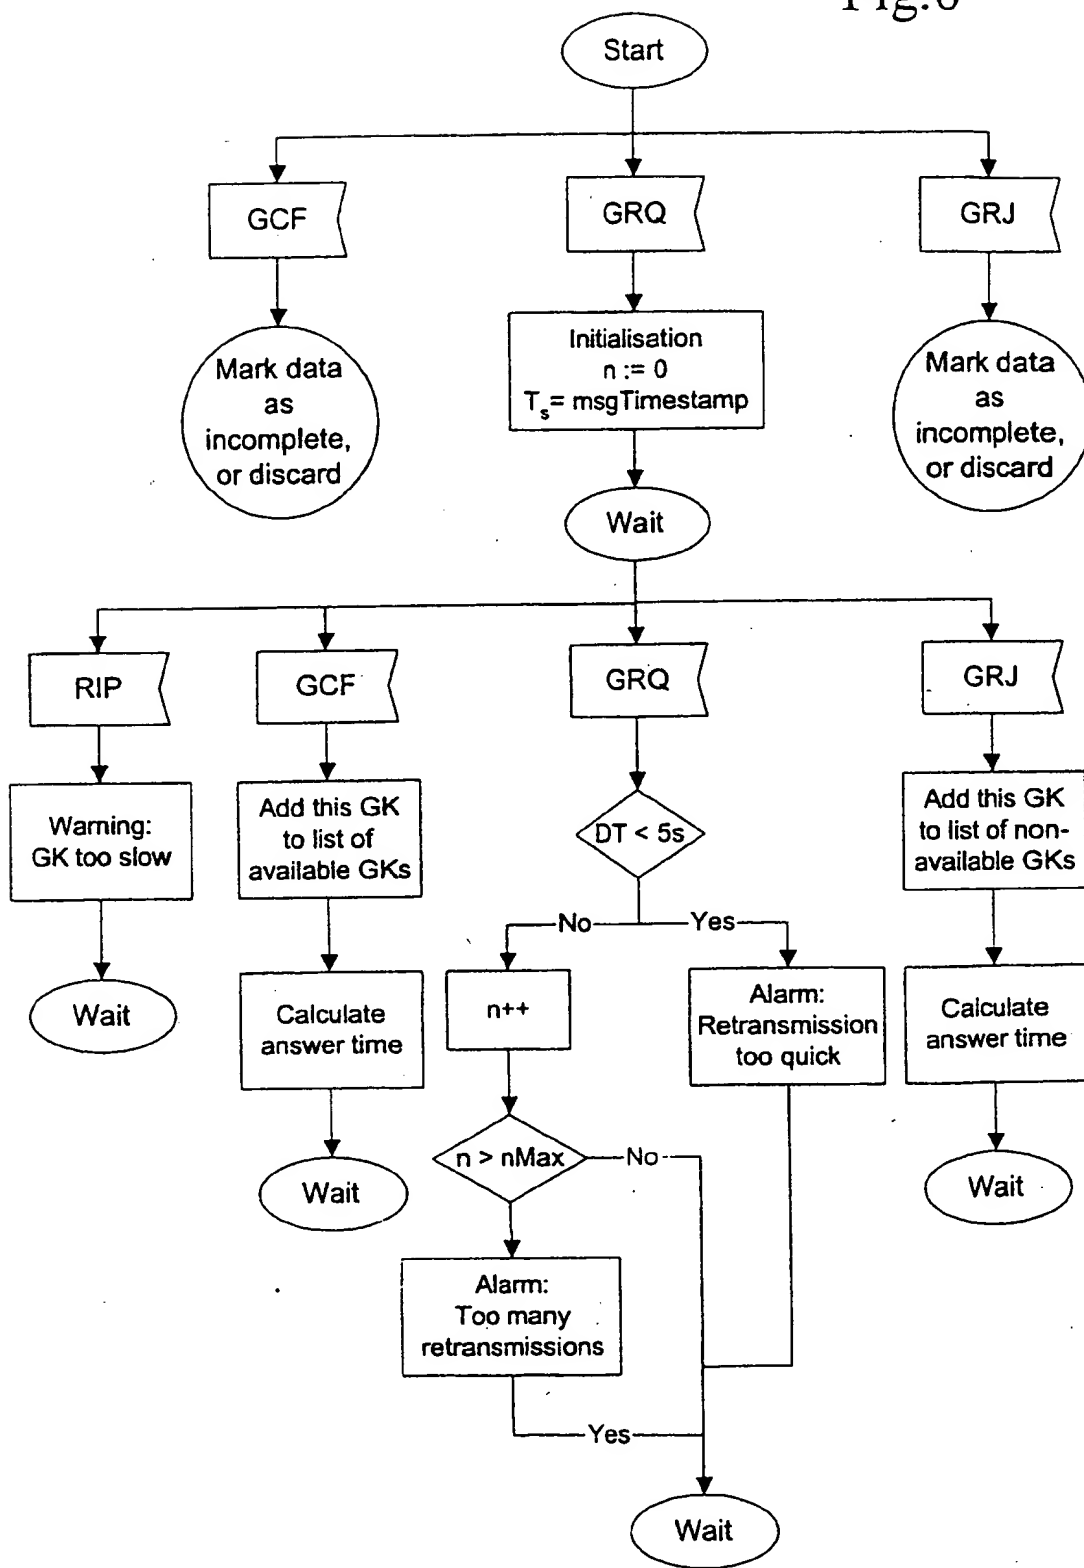 Fig.6
Start
GCF
GRQ
GRJ
Mark data
as
incomplete,
or discard
Initialisation
n := 0
Ts= msgTimestamp
Mark data
as
incomplete,
or discard
Wait
RIP
GCF
GRQ
GRJ
Warning:
GK too slow
Add this GK
to list of
available GKs
DT < 5s
Add this GK
to list of non-
available GKs
No
Yes
Wait
Calculate
answer time
n++
Alarm:
Retransmission
too quick
Calculate
answer time
n > nMax
No
Wait
Wait
Alarm:
Too many
retransmissions
Yes
Wait